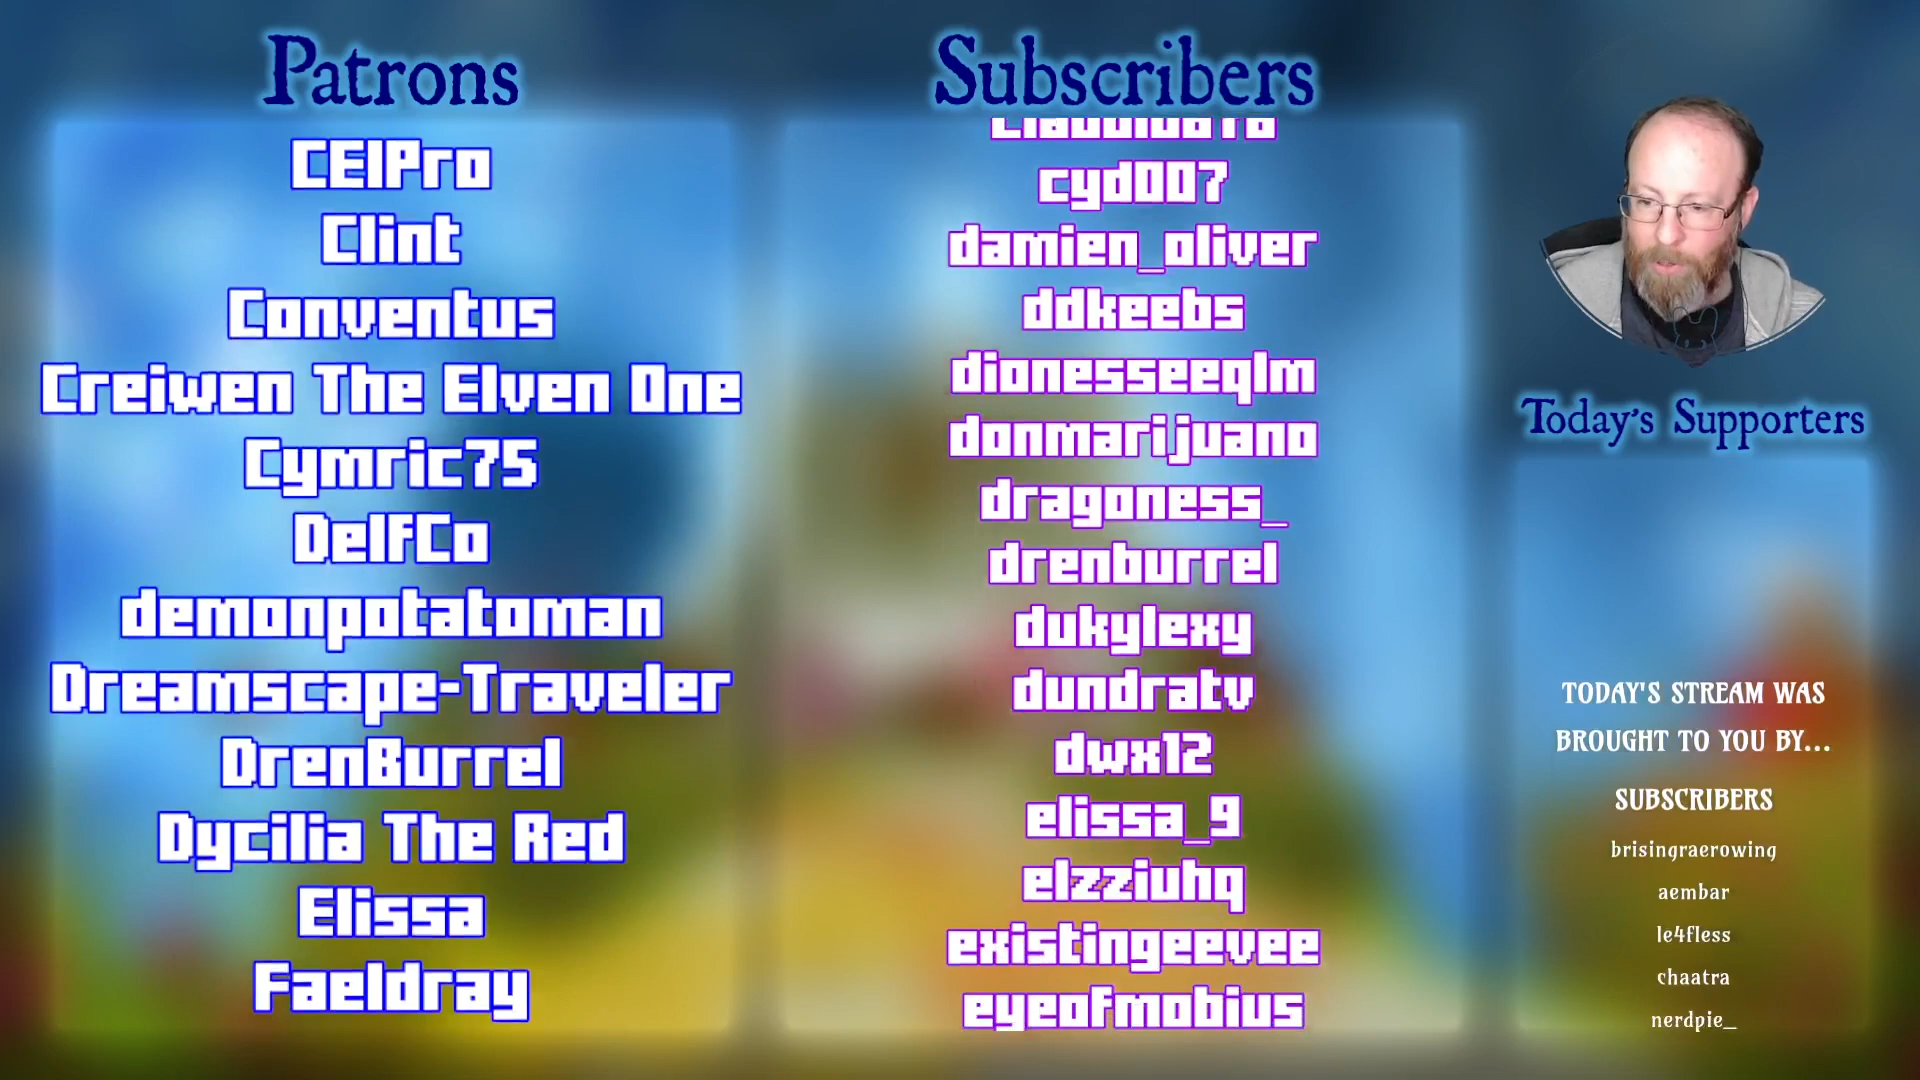 Patrons
CElPro
Clint
Conventus
Creiwen The Elven One
Cymric75
DelfCo
demonpotatoman
Dreamscape-Traveler
DrenBurrel
Dycilia The Red
Elissa
Faeldray
Subscribers
cyd007
damien_oliver
ddkeebs
dionesseeqlm
donmarijuano
dragoness_
drenburrel
dukylexy
dundratv
dwx12
elissa_9
elzziuhq
existingeevee
eyeofmobius
Today's Supporters
TODAY'S STREAM WAS
BROUGHT TO YOU BY...
SUBSCRIBERS
brisingraerowing
aembar
le4fless
chaatra
nerdpie_